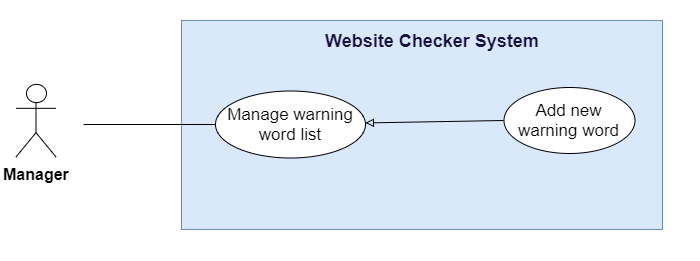 Website Checker System
Manage warning
word list
Add new
warning word
Manager